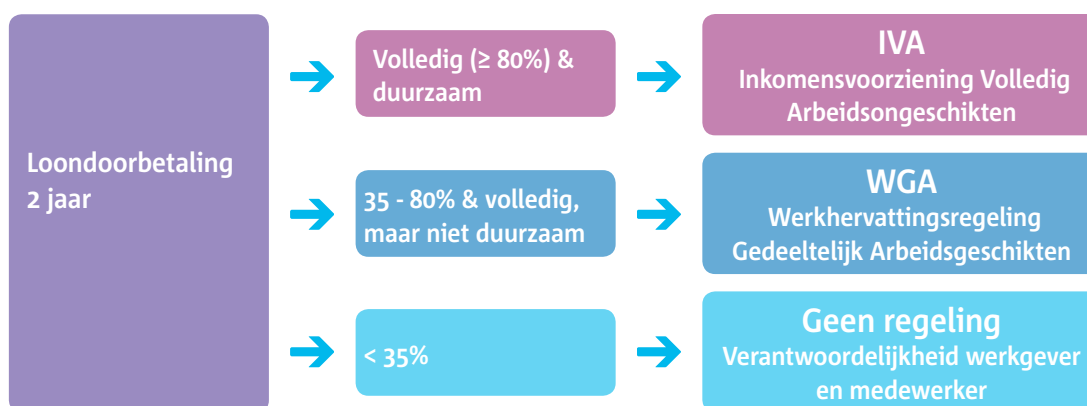 Loondoorbetaling
2 jaar
Volledig (≥ 80%) &
duurzaam
IVA
Inkomensvoorziening Volledig
Arbeidsongeschikten
35 - 80% & volledig,
maar niet duurzaam
WGA
Werkhervattingsregeling
Gedeeltelijk Arbeidsgeschikten
< 35%
Geen regeling
Verantwoordelijkheid werkgever
en medewerker